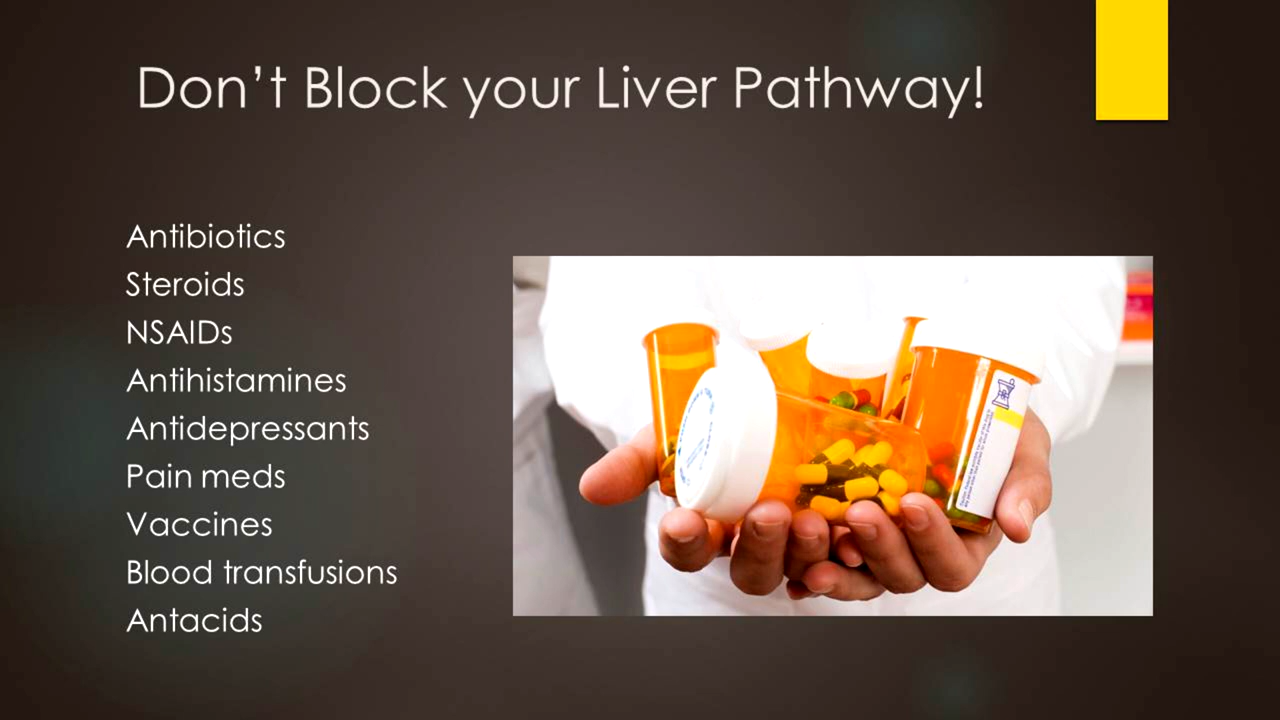 Don’t Block your Liver Pathway!
Antibiotics
Steroids
NSAIDs
Antihistamines
Antidepressants
Pain meds
Vaccines
Blood transfusions
Antacids